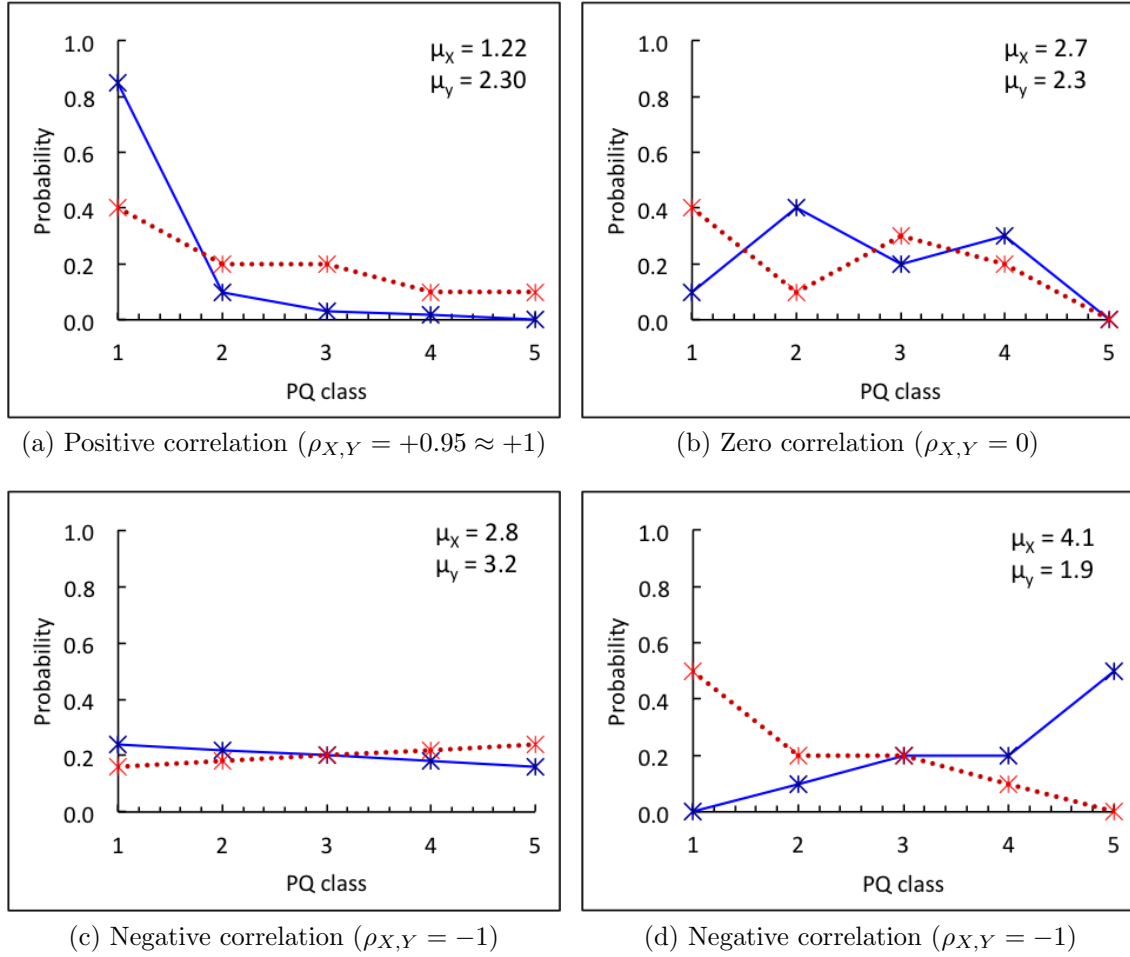 μX = 1.22
μy = 2.30
1.0
0.8
0.6
0.4
0.2
0.0
Probability
1 2 3 4 5
PQ class
(a) Positive correlation (ρX,Y = +0.95 ≈ +1)
μX = 2.7
μy = 2.3
1.0
0.8
0.6
0.4
0.2
0.0
Probability
1 2 3 4 5
PQ class
(b) Zero correlation (ρX,Y = 0)
μX = 2.8
μy = 3.2
1.0
0.8
0.6
0.4
0.2
0.0
Probability
1 2 3 4 5
PQ class
(c) Negative correlation (ρX,Y = −1)
μX = 4.1
μy = 1.9
1.0
0.8
0.6
0.4
0.2
0.0
Probability
1 2 3 4 5
PQ class
(d) Negative correlation (ρX,Y = −1)